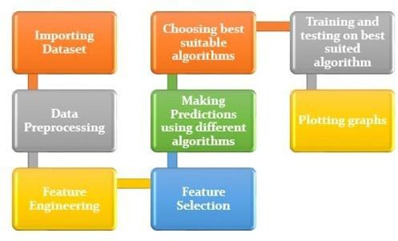 Importing
Dataset
Data
Preprocessing
Feature
Engineering
Feature
Selection
Making
Predictions
using different
algorithms
Choosing best
suitable
algorithms
Training and
testing on best
suited
algorithm
Plotting graphs